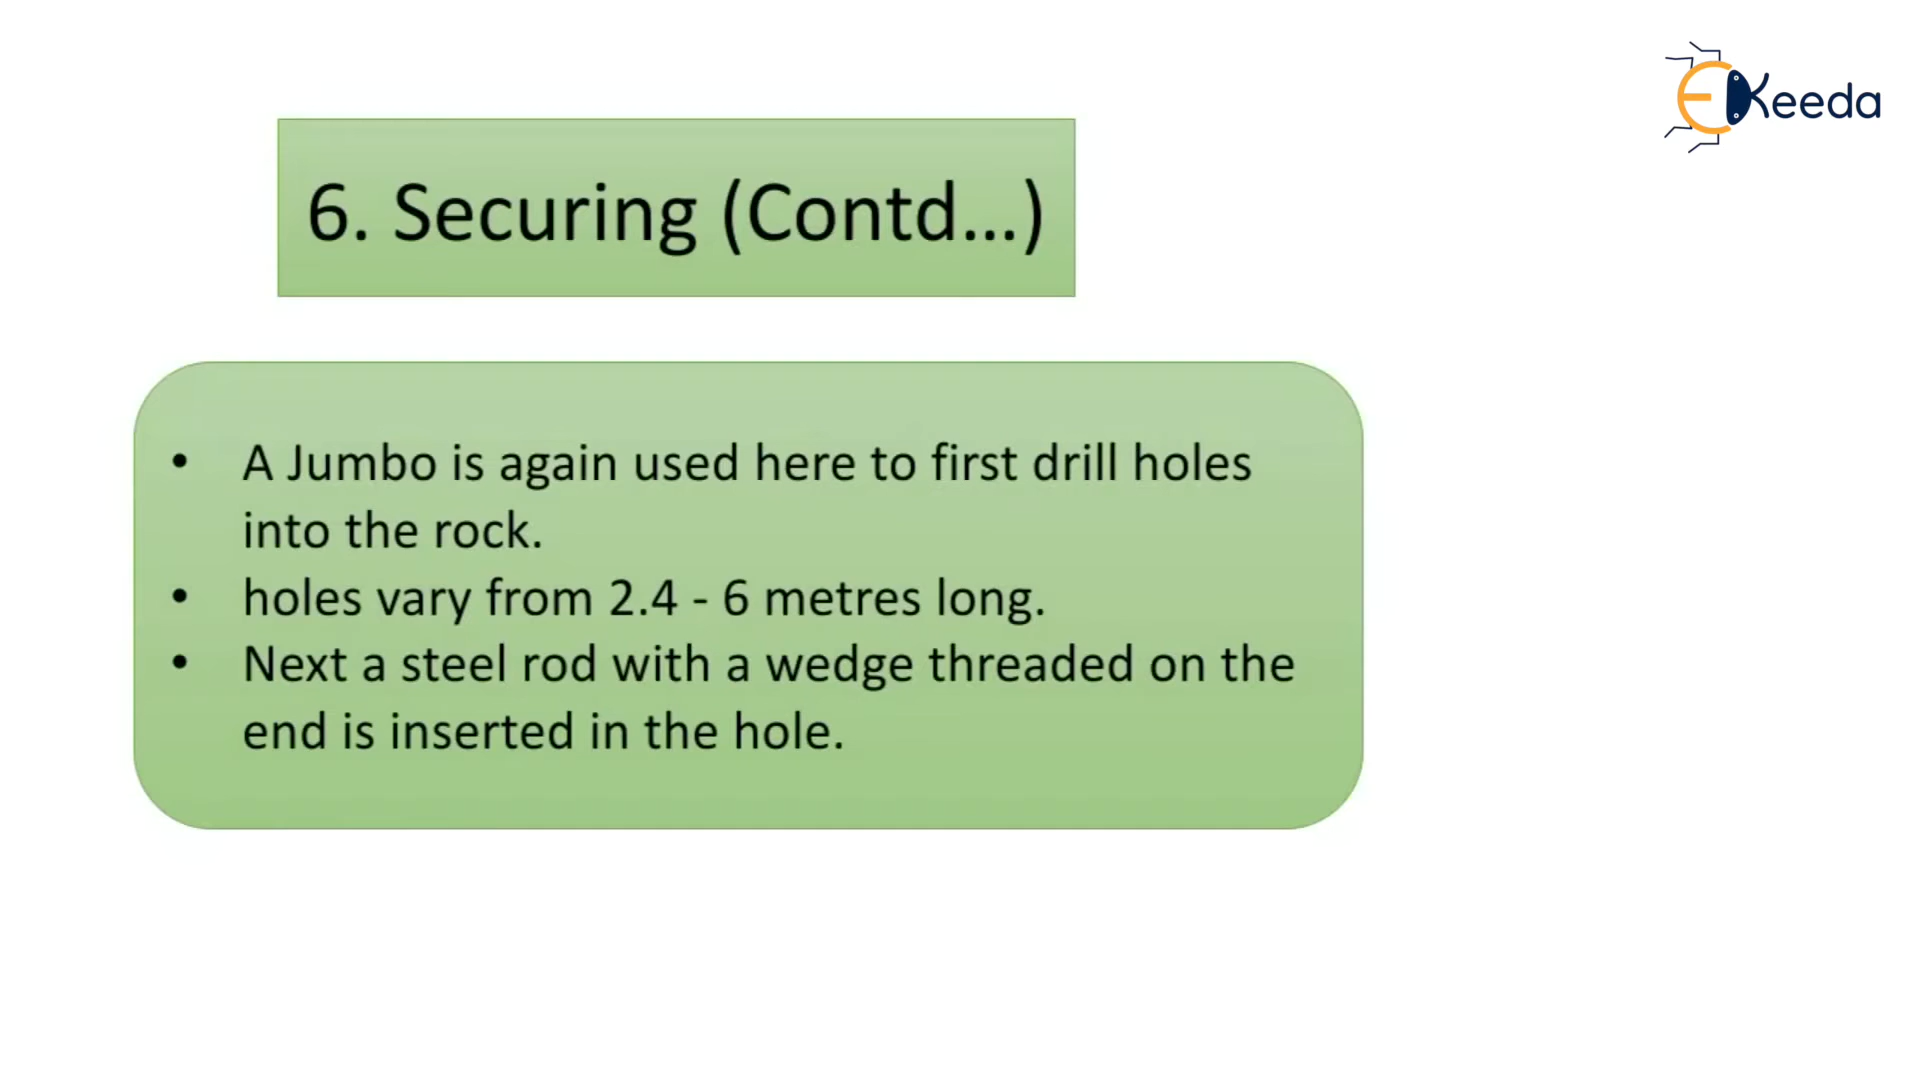 EKeeda
6. Securing (Contd...)
• A Jumbo is again used here to first drill holes
into the rock.
• holes vary from 2.4 - 6 metres long.
• Next a steel rod with a wedge threaded on the
end is inserted in the hole.